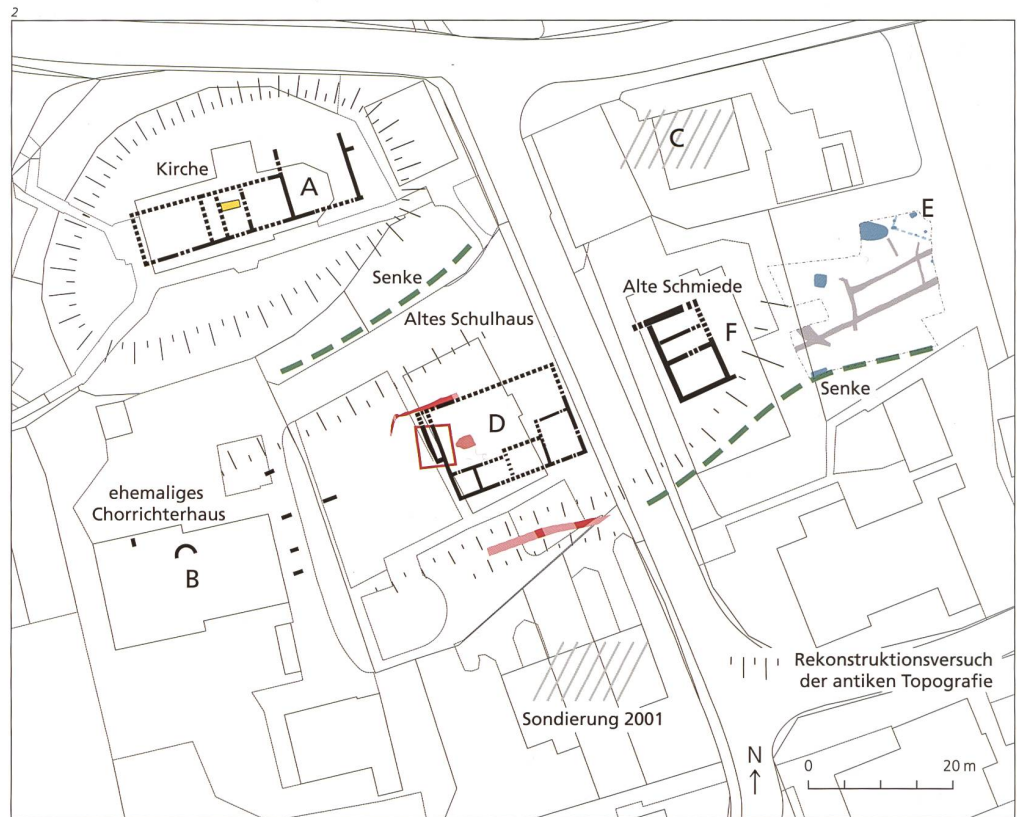 2
Kirche
A
C
E
Senke
Alte Schmiede
Altes Schulhaus
F
Senke
D
ehemaliges
Chorrichterhaus
B
Rekonstruktionsversuch
der antiken Topografie
Sondierung 2001
N
0
20 m